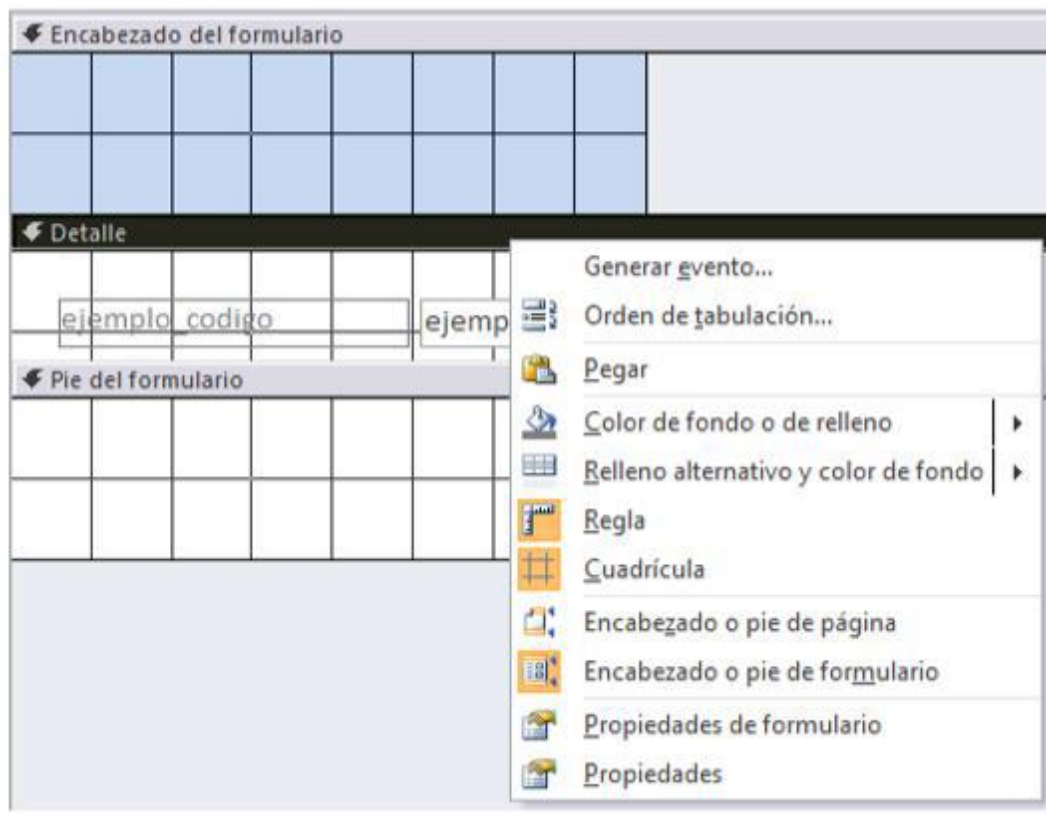 Encabezado del formulario
Detalle
ejemplo_codigo
ejemp
Pie del formulario
Generar evento...
Orden de tabulación...
Pegar
Color de fondo o de relleno
Relleno alternativo y color de fondo
Regla
Cuadrícula
Encabezado o pie de página
Encabezado o pie de formulario
Propiedades de formulario
Propiedades